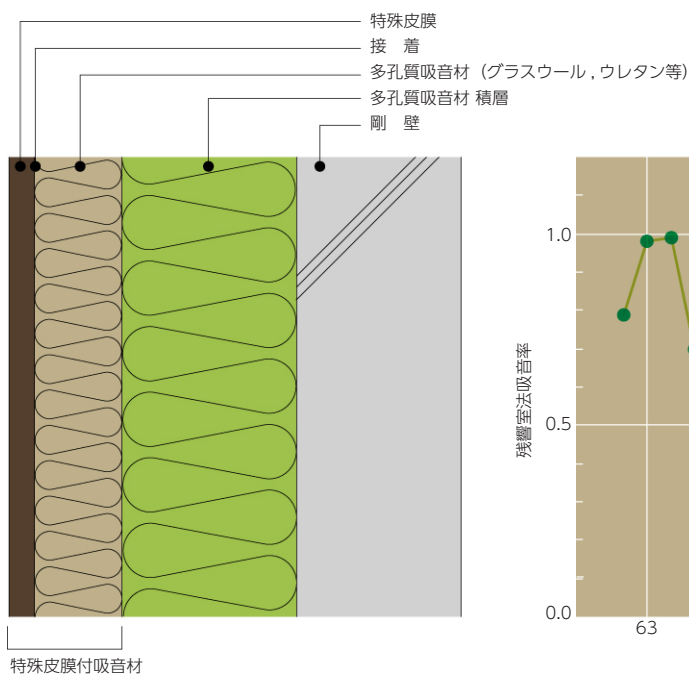 特殊皮膜
接 着
多孔質吸音材 (グラスウール , ウレタン等)
多孔質吸音材 積層
剛 壁
特殊皮膜付吸音材
残響室法吸音率
1.0
0.5
0.0
63